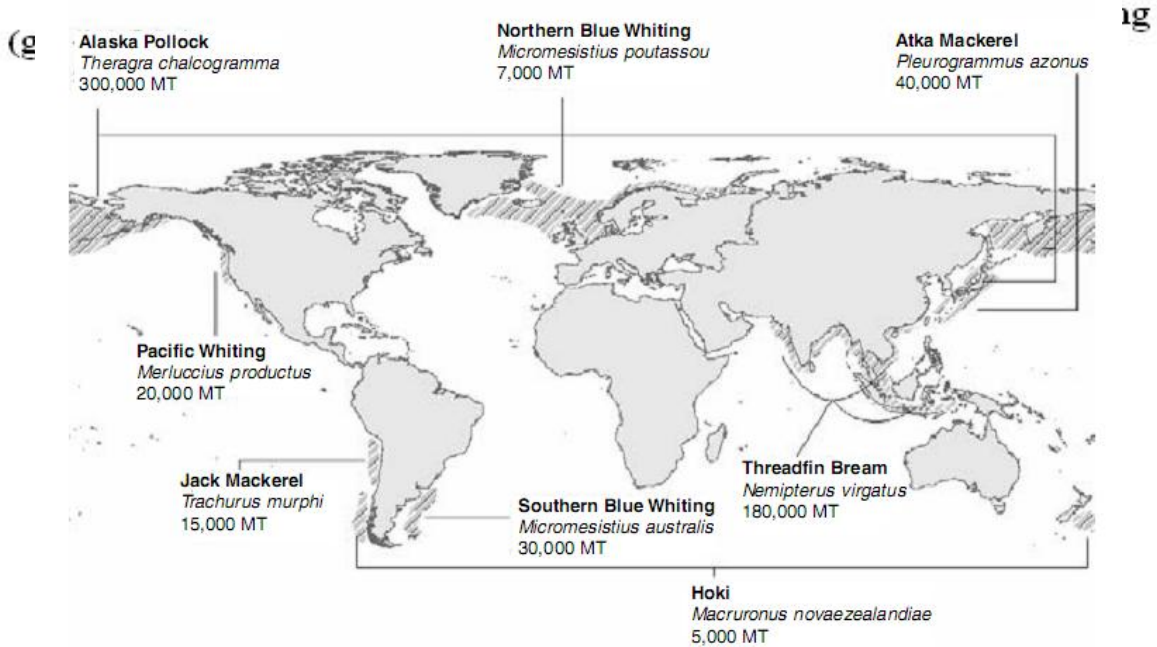 Alaska Pollock
Theragra chalcogramma
300,000 MT
Northern Blue Whiting
Micromesistius poutassou
7,000 MT
Atka Mackerel
Pleurogrammus azonus
40,000 MT
Pacific Whiting
Merluccius productus
20,000 MT
Jack Mackerel
Trachurus murphi
15,000 MT
Southern Blue Whiting
Micromesistius australis
30,000 MT
Threadfin Bream
Nemipterus virgatus
180,000 MT
Hoki
Macruronus novaezealandiae
5,000 MT